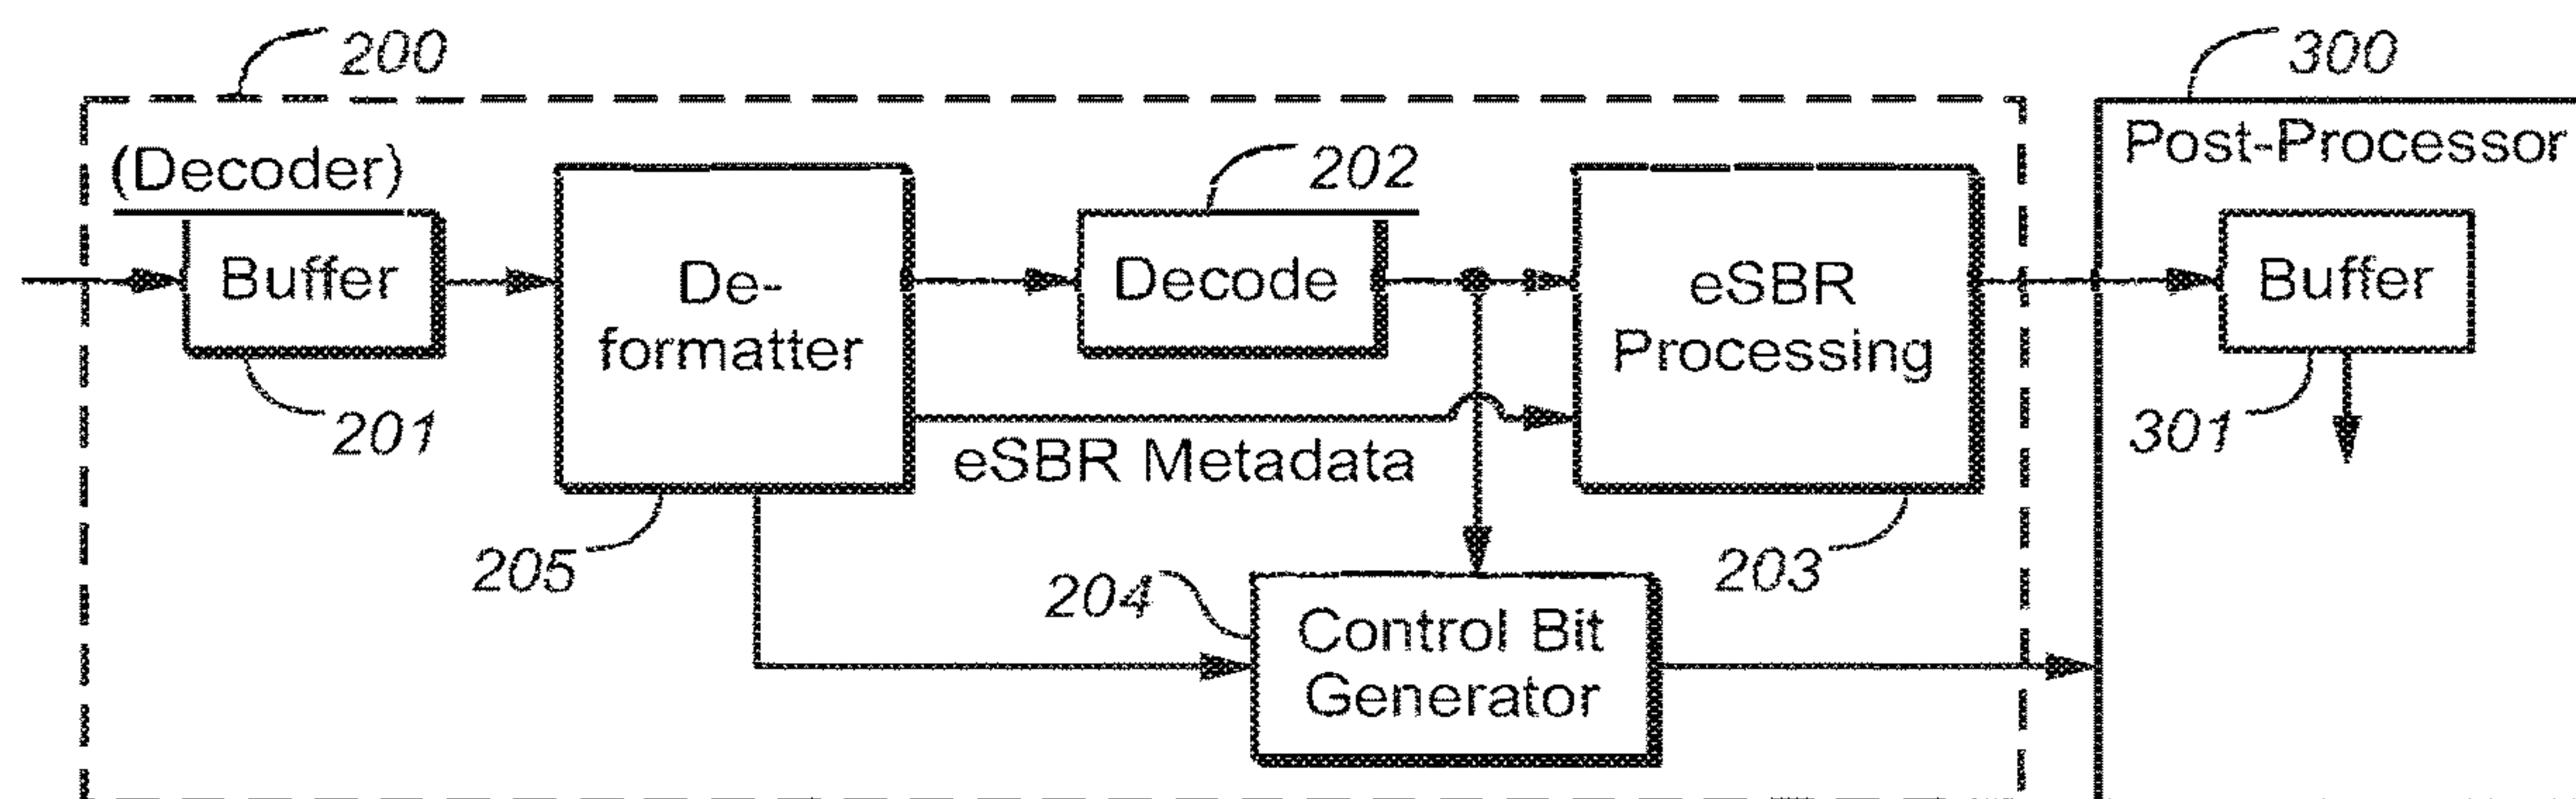 200
300
(Decoder)
Post-Processor
202
Buffer
De-
formatter
Decode
eSBR
Processing
Buffer
201
eSBR Metadata
301
205
204
203
Control Bit
Generator